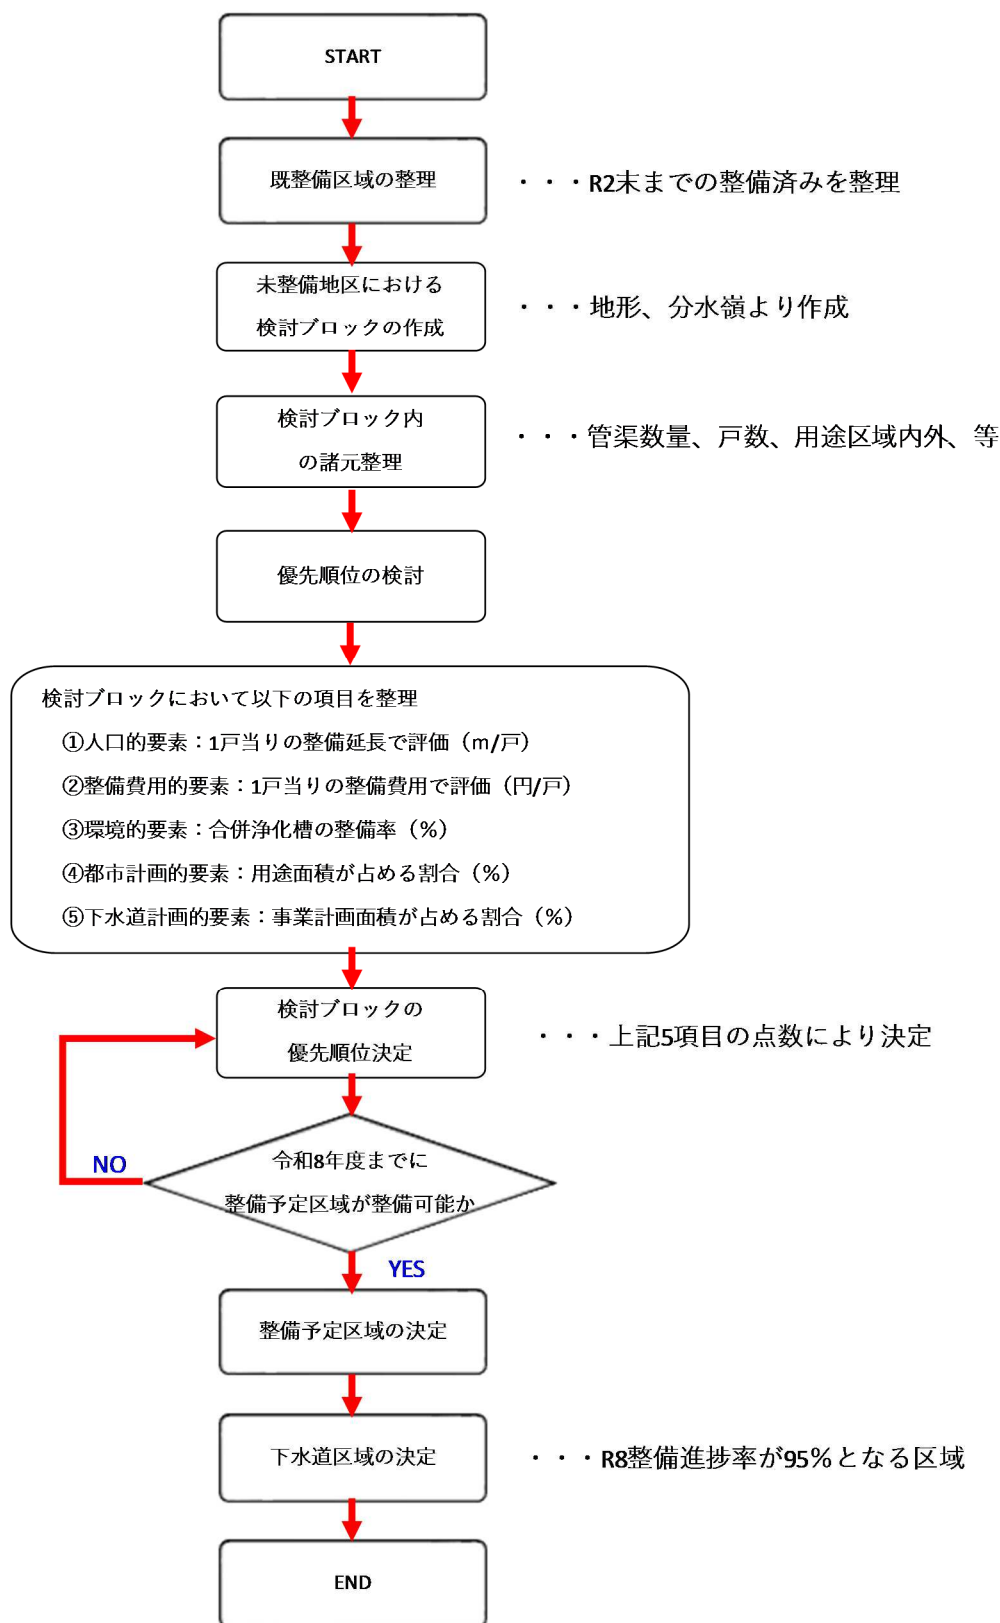 START
既整備区域の整理
・・・R2末までの整備済みを整理
未整備地区における
検討ブロックの作成
・・・地形、分水嶺より作成
検討ブロック内
の諸元整理
・・・管渠数量、戸数、用途区域内外、等
優先順位の検討
検討ブロックにおいて以下の項目を整理
①人口的要素：1戸当りの整備延長で評価（m/戸）
②整備費用的要素：1戸当りの整備費用で評価（円/戸）
③環境的要素：合併浄化槽の整備率（%）
④都市計画的要素：用途面積が占める割合（%）
⑤下水道計画的要素：事業計画面積が占める割合（%）
検討ブロックの
優先順位決定
・・・上記5項目の点数により決定
令和8年度までに
整備予定区域が整備可能か
NO
YES
整備予定区域の決定
下水道区域の決定
・・・R8整備進捗率が95%となる区域
END